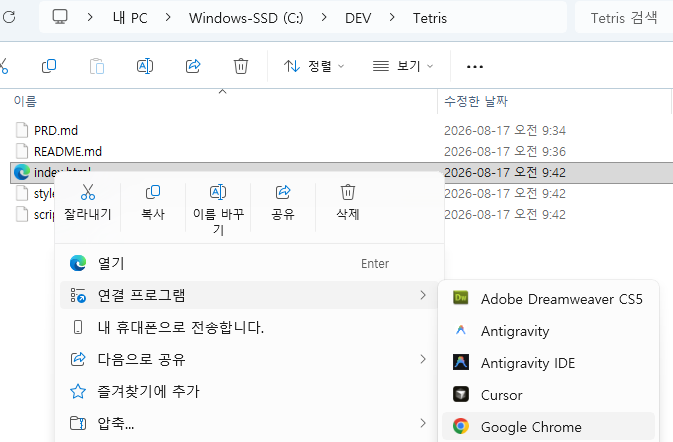 내 PC > Windows-SSD (C:) > DEV > Tetris
Tetris 검색
정렬 보기
이름 수정한 날짜
PRD.md 2026-08-17 오전 9:34
README.md 2026-08-17 오전 9:36
index.html 2026-08-17 오전 9:42
style 2026-08-17 오전 9:42
scrip 2026-08-17 오전 9:42
잘라내기 복사 이름 바꾸기 공유 삭제
열기 Enter
연결 프로그램
내 휴대폰으로 전송합니다.
다음으로 공유
즐겨찾기에 추가
압축...
Adobe Dreamweaver CS5
Antigravity
Antigravity IDE
Cursor
Google Chrome